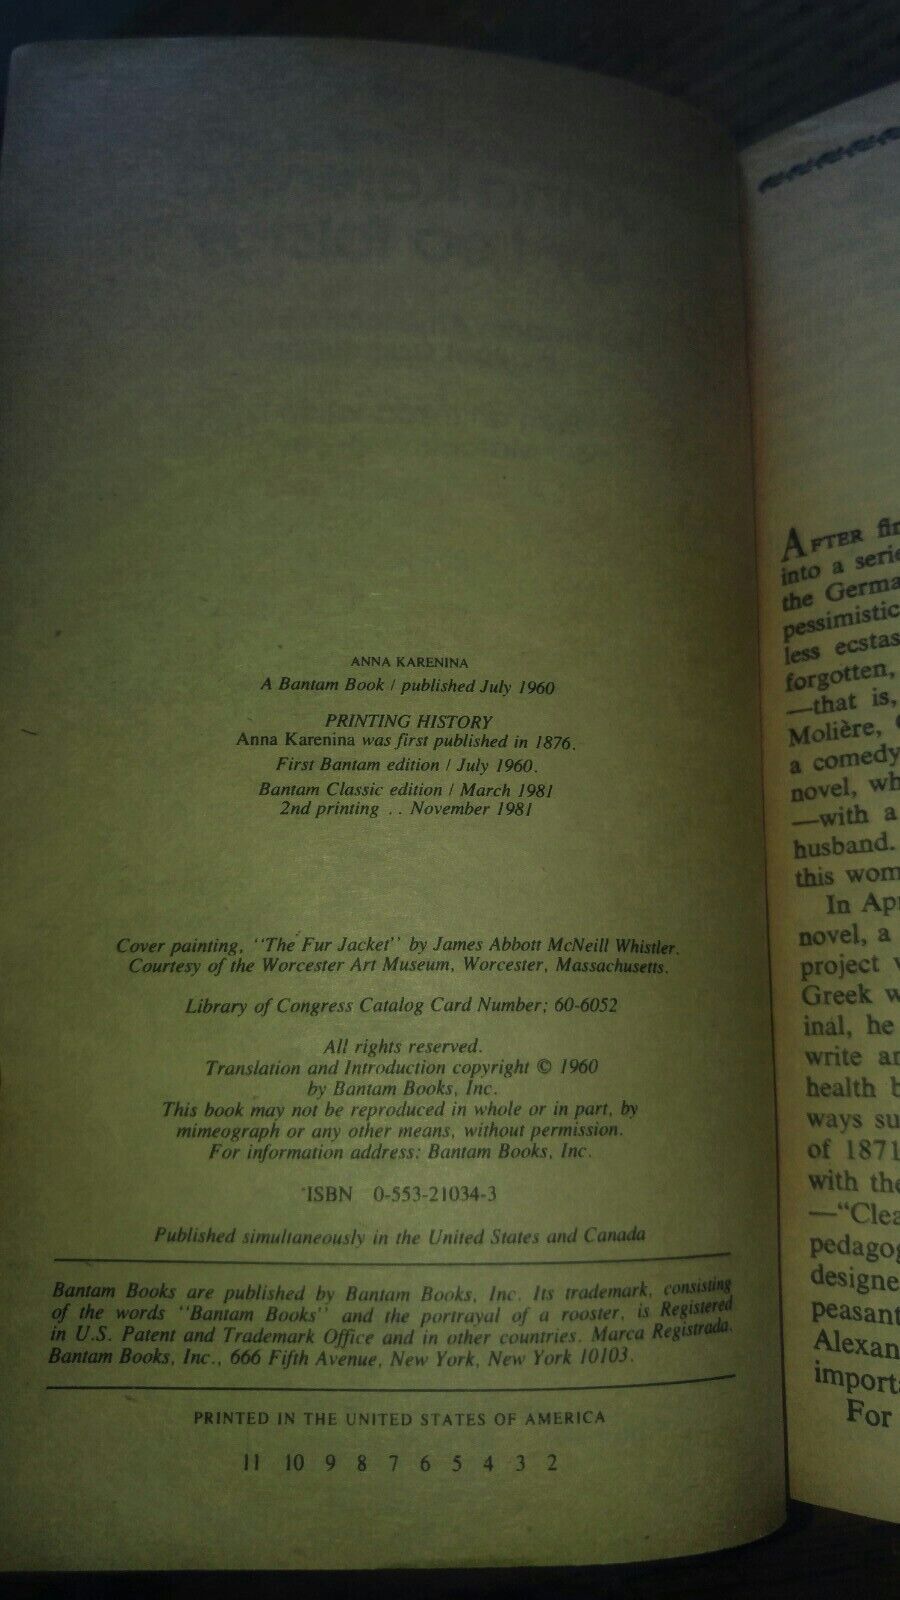 ANNA KARENINA
A Bantam Book / published July 1960
PRINTING HISTORY
Anna Karenina was first published in 1876.
First Bantam edition / July 1960.
Bantam Classic edition / March 1981
2nd printing . . November 1981
Cover painting, "The Fur Jacket" by James Abbott McNeill Whistler.
Courtesy of the Worcester Art Museum, Worcester, Massachusetts.
Library of Congress Catalog Card Number: 60-6052
All rights reserved.
Translation and Introduction copyright © 1960
by Bantam Books, Inc.
This book may not be reproduced in whole or in part, by
mimeograph or any other means, without permission.
For information address: Bantam Books, Inc.
ISBN 0-553-21034-3
Published simultaneously in the United States and Canada
Bantam Books are published by Bantam Books, Inc. Its trademark, consisting
of the words "Bantam Books" and the portrayal of a rooster, is Registered
in U.S. Patent and Trademark Office and in other countries. Marca Registrada.
Bantam Books, Inc., 666 Fifth Avenue, New York, New York 10103.
PRINTED IN THE UNITED STATES OF AMERICA
11 10 9 8 7 6 5 4 3 2
AFTER
into a
the
less
forgotten,
—that is,
Molière,
a comedy
novel,
—with a
husband.
this
In
novel, a
project
Greek
inal, he
write
health
ways
of 1871
with
designe
peasant
For